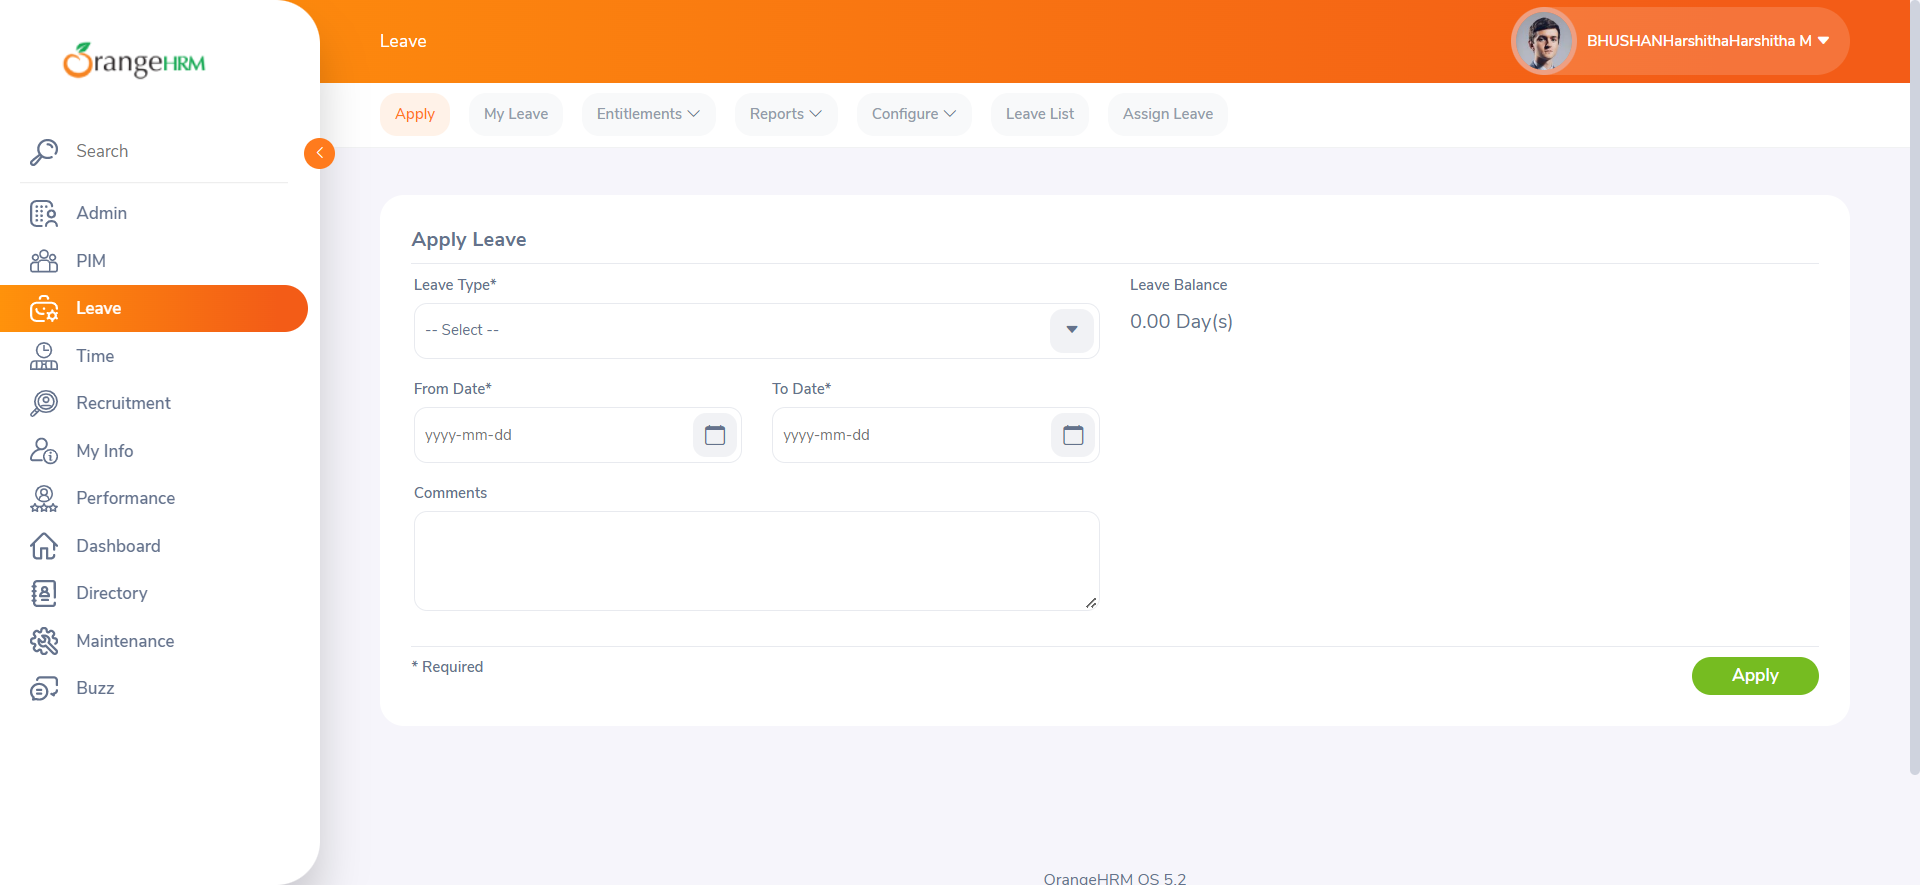 OrangeHRM
Search
Admin
PIM
Leave
Time
Recruitment
My Info
Performance
Dashboard
Directory
Maintenance
Buzz
Leave
BHUSHANHarshithaHarshitha M
Apply
My Leave
Entitlements
Reports
Configure
Leave List
Assign Leave
Apply Leave
Leave Type*
-- Select --
Leave Balance
0.00 Day(s)
From Date*
yyyy-mm-dd
To Date*
yyyy-mm-dd
Comments
* Required
Apply
OrangeHRM OS 5.2